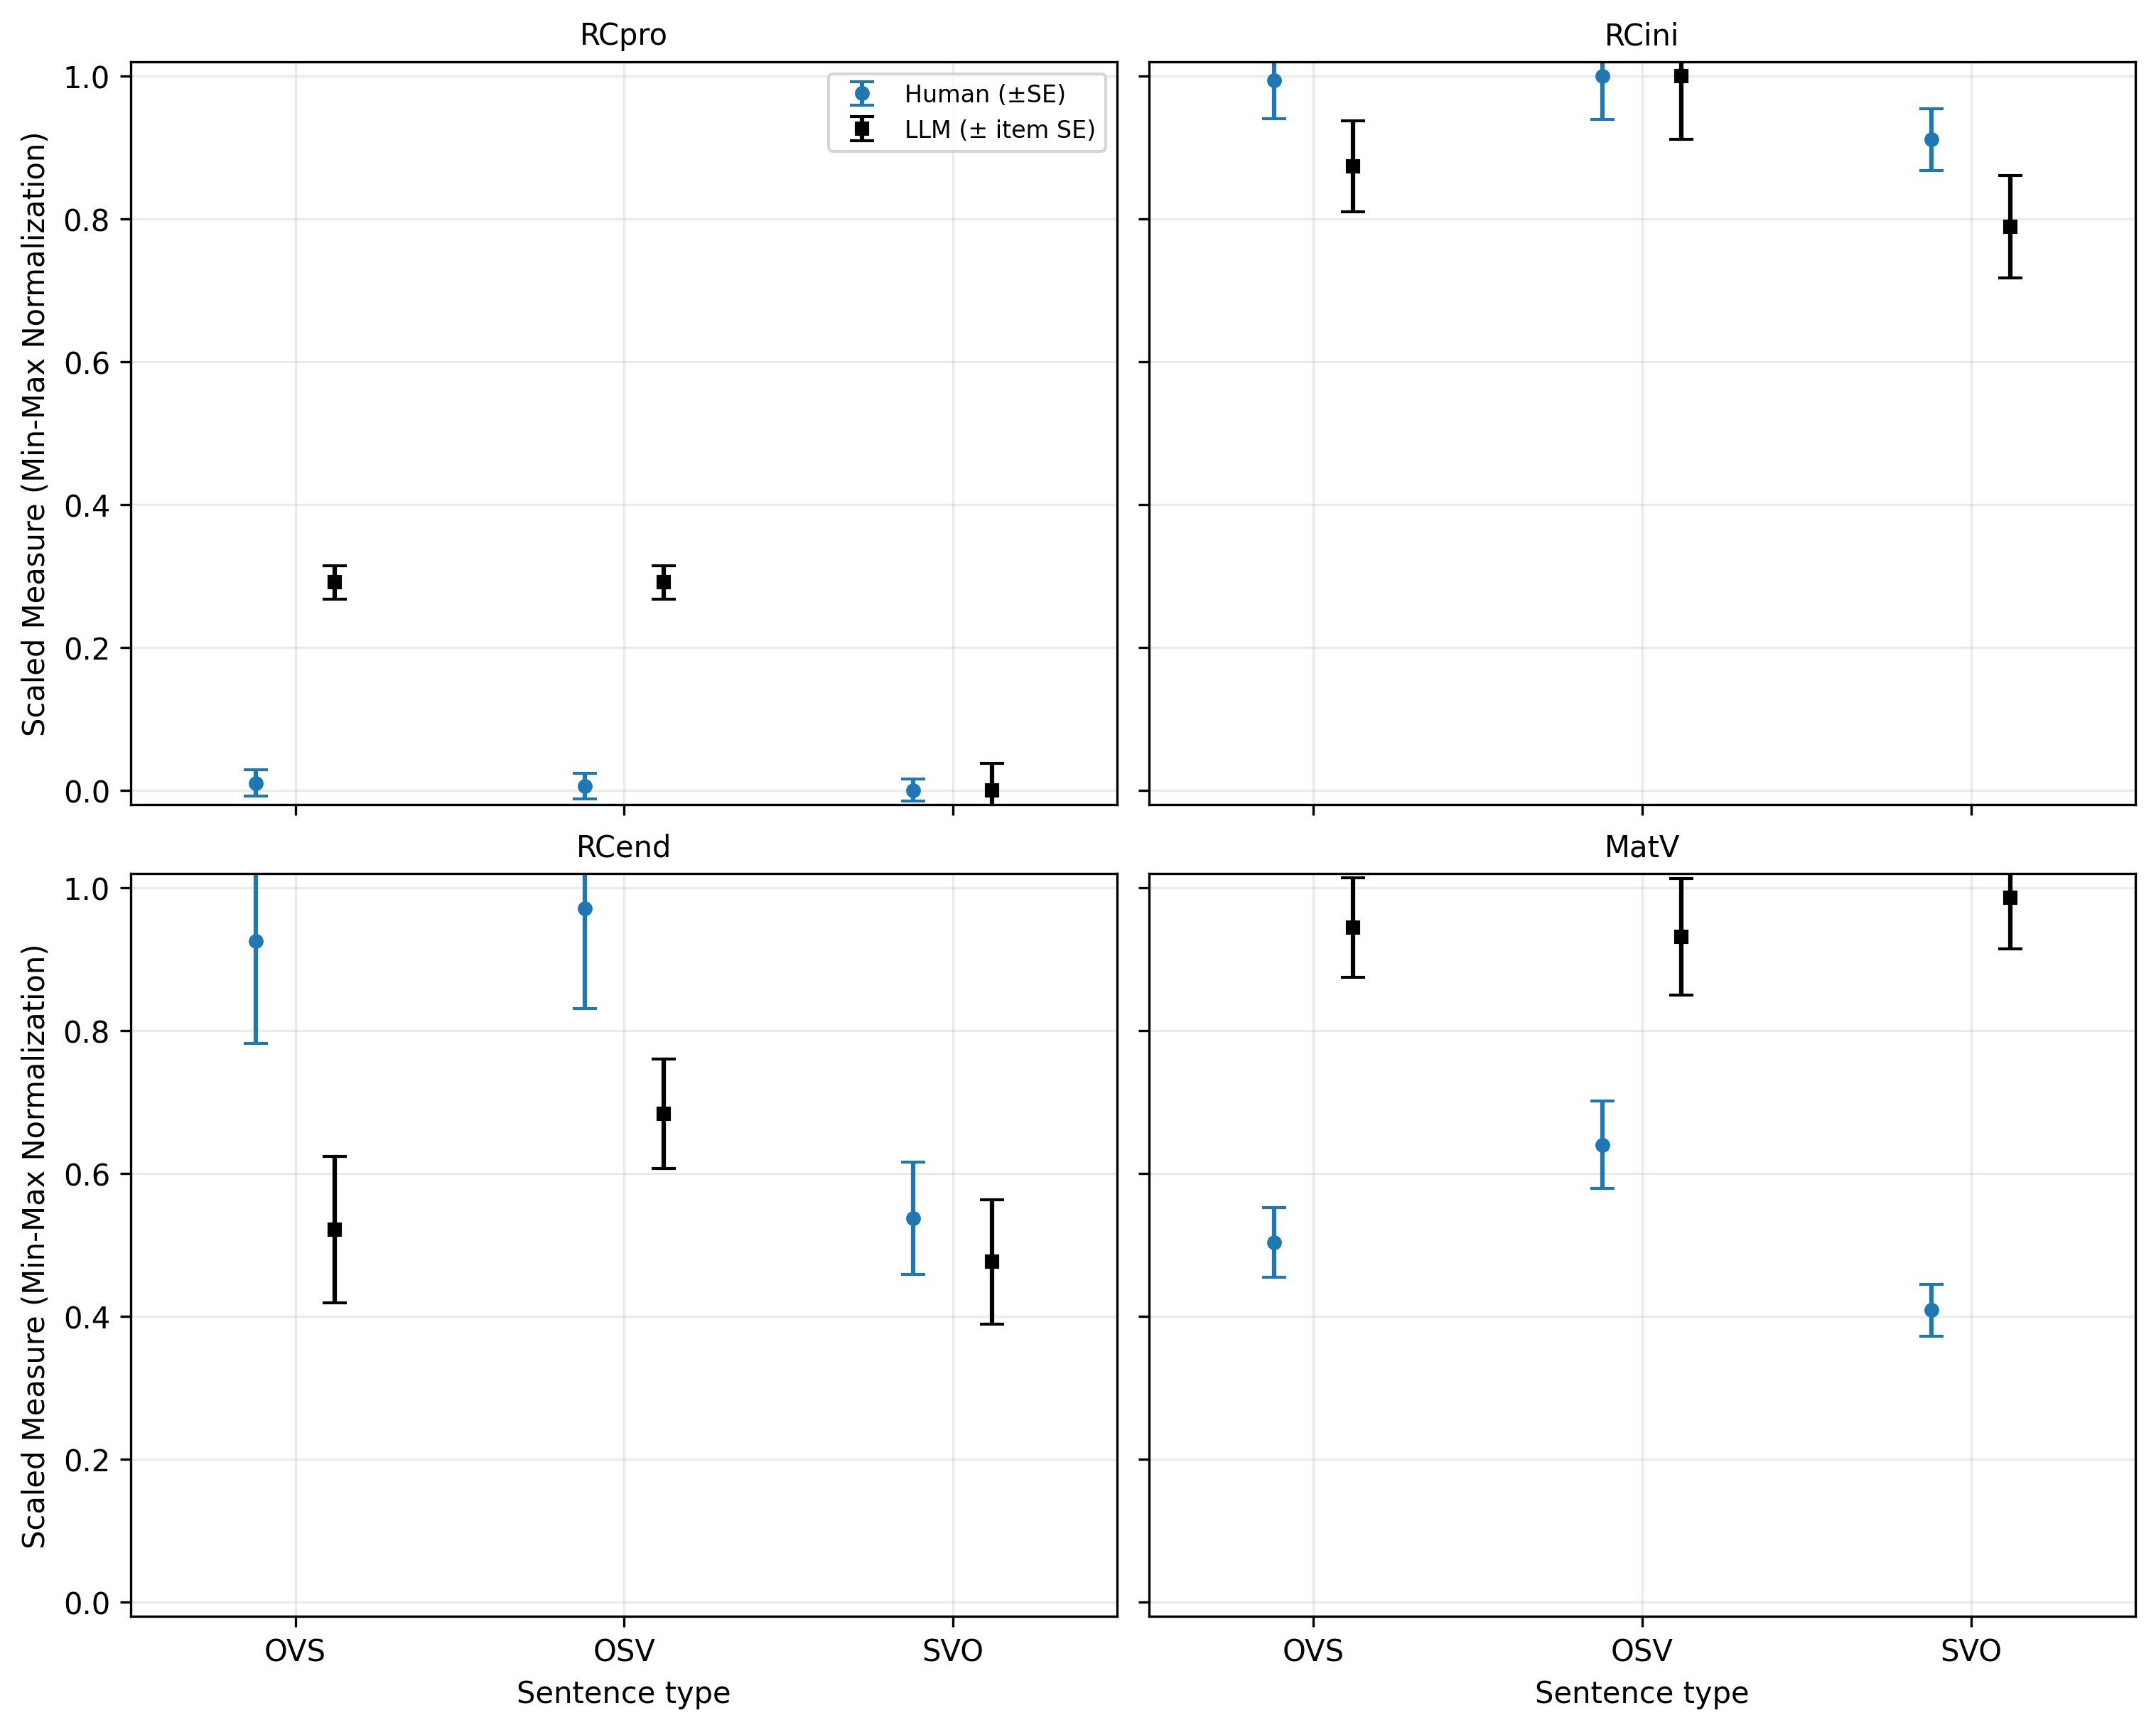 RCpro
RCini
Scaled Measure (Min-Max Normalization)
1.0
0.8
0.6
0.4
0.2
0.0
Human (±SE)
LLM (± item SE)
RCend
MatV
Scaled Measure (Min-Max Normalization)
1.0
0.8
0.6
0.4
0.2
0.0
OVS
OSV
SVO
OVS
OSV
SVO
Sentence type
Sentence type